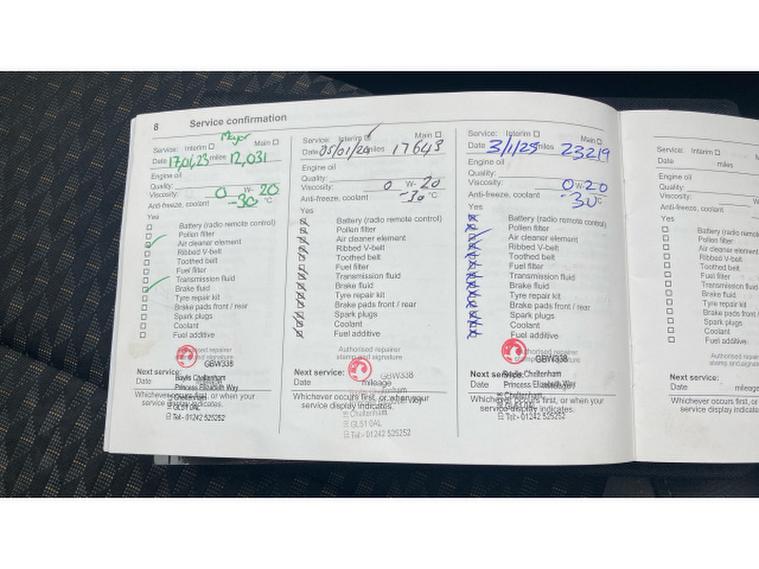 8 Service confirmation
Major
Service: Interim Main
Date 17,01,23 miles 12,031
Engine oil
Quality:
Viscosity: 0 W- 20
Anti-freeze, coolant -30 °C
Yes
Battery (radio remote control)
Pollen filter
Air cleaner element
Ribbed V-belt
Toothed belt
Fuel filter
Transmission fluid
Brake fluid
Tyre repair kit
Brake pads front / rear
Spark plugs
Coolant
Fuel additive
Authorised repairer
stamp and signature
GBW338
Next service:
Date
Baylis Cheltenham
Princess Elizabeth Way
Whichever occurs first, or when your
Cheltenham
service display indicates.
GL51 0AL
Tel:- 01242 525252
Service: Interim Main
Date 05/01/24 miles 17643
Engine oil
Quality:
Viscosity: 0 W- 20
Anti-freeze, coolant -30 °C
Yes
Battery (radio remote control)
Pollen filter
Air cleaner element
Ribbed V-belt
Toothed belt
Fuel filter
Transmission fluid
Brake fluid
Tyre repair kit
Brake pads front / rear
Spark plugs
Coolant
Fuel additive
Authorised repairer
stamp and signature
GBW338
Next service:
Date mileage
Whichever occurs first, or when your
service display indicates.
Cheltenham
GL51 0AL
Tel:- 01242 525252
Service: Interim Main
Date 3/1/25 miles 23219
Engine oil
Quality:
Viscosity: 0 W- 20
Anti-freeze, coolant -30 °C
Yes
Battery (radio remote control)
Pollen filter
Air cleaner element
Ribbed V-belt
Toothed belt
Fuel filter
Transmission fluid
Brake fluid
Tyre repair kit
Brake pads front / rear
Spark plugs
Coolant
Fuel additive
Authorised repairer
stamp and signature
GBW338
Next service:
Baylis Cheltenham
Date mileage
Princess Elizabeth Way
Whichever occurs first, or when your
Cheltenham
service display indicates.
GL51 0AL
Tel:- 01242 525252
Service: Interim Main
Date miles
Engine oil
Quality:
Viscosity: W-
Anti-freeze, coolant
Yes
Battery (radio remote
Pollen filter
Air cleaner element
Ribbed V-belt
Toothed belt
Fuel filter
Transmission fluid
Brake fluid
Tyre repair kit
Brake pads front / rear
Spark plugs
Coolant
Fuel additive
Authorised repairer
stamp and signature
Next service:
Date mileage
Whichever occurs first, or
service display indicates.